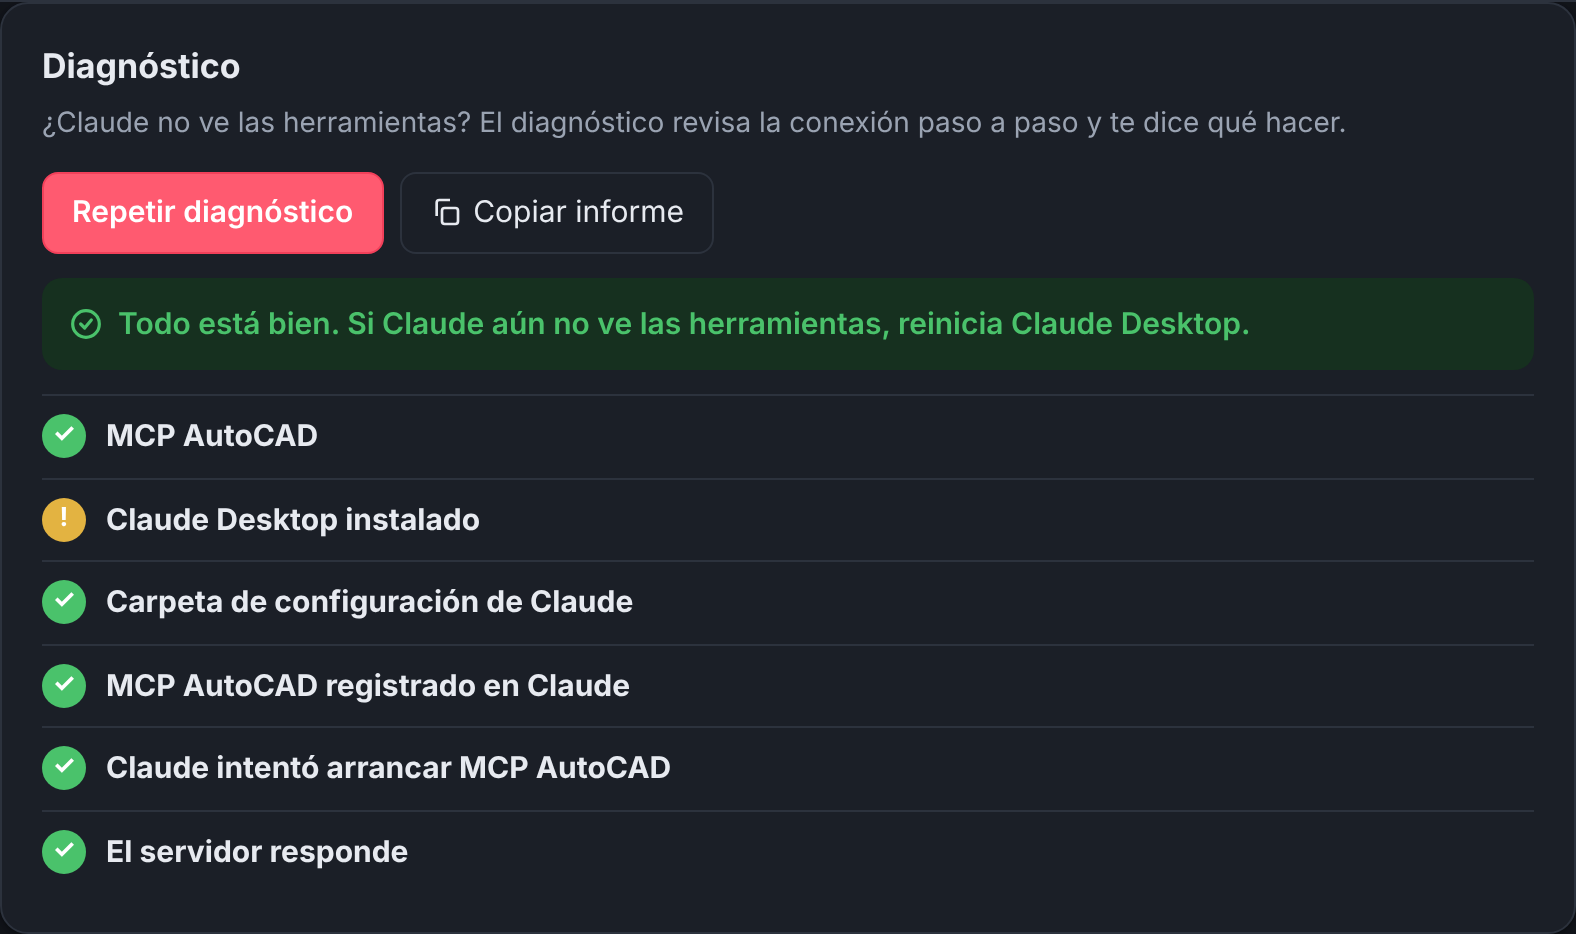 Diagnóstico
¿Claude no ve las herramientas? El diagnóstico revisa la conexión paso a paso y te dice qué hacer.
Repetir diagnóstico
Copiar informe
Todo está bien. Si Claude aún no ve las herramientas, reinicia Claude Desktop.
MCP AutoCAD
! Claude Desktop instalado
Carpeta de configuración de Claude
MCP AutoCAD registrado en Claude
Claude intentó arrancar MCP AutoCAD
El servidor responde